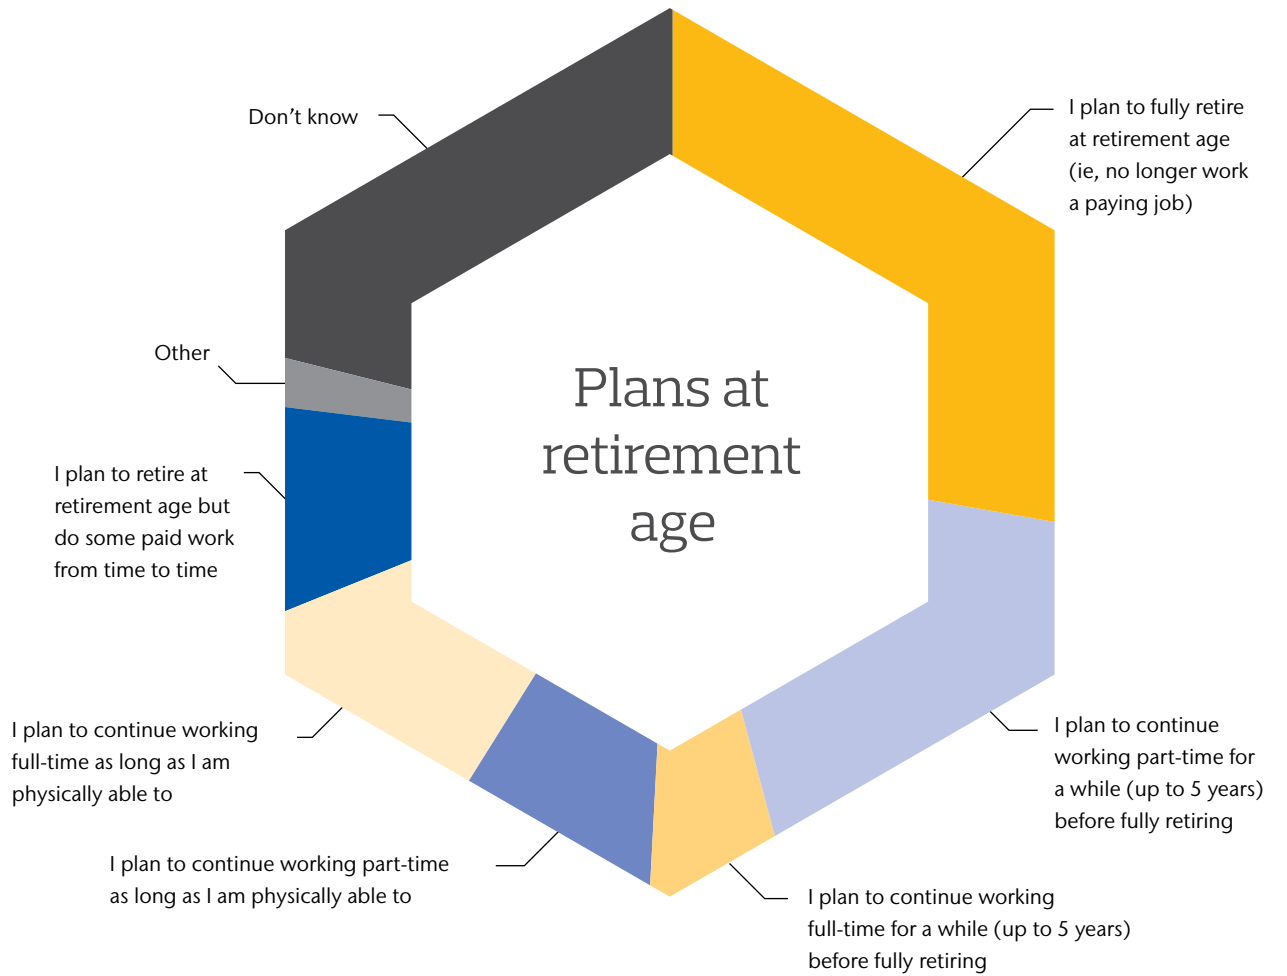 Don’t know
I plan to fully retire
at retirement age
(ie, no longer work
a paying job)
Other
Plans at
retirement
age
I plan to retire at
retirement age but
do some paid work
from time to time
I plan to continue working
full-time as long as I am
physically able to
I plan to continue
working part-time for
a while (up to 5 years)
before fully retiring
I plan to continue working part-time
as long as I am physically able to
I plan to continue working
full-time for a while (up to 5 years)
before fully retiring